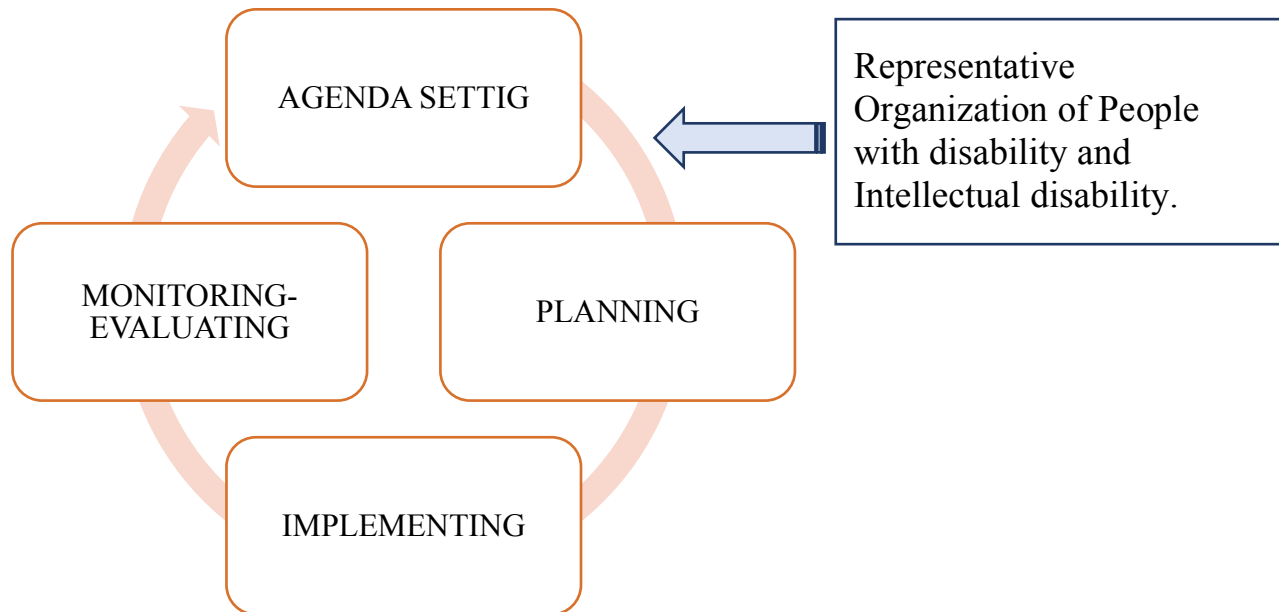 AGENDA SETTIG
Representative
Organization of People
with disability and
Intellectual disability.
MONITORING-
EVALUATING
PLANNING
IMPLEMENTING